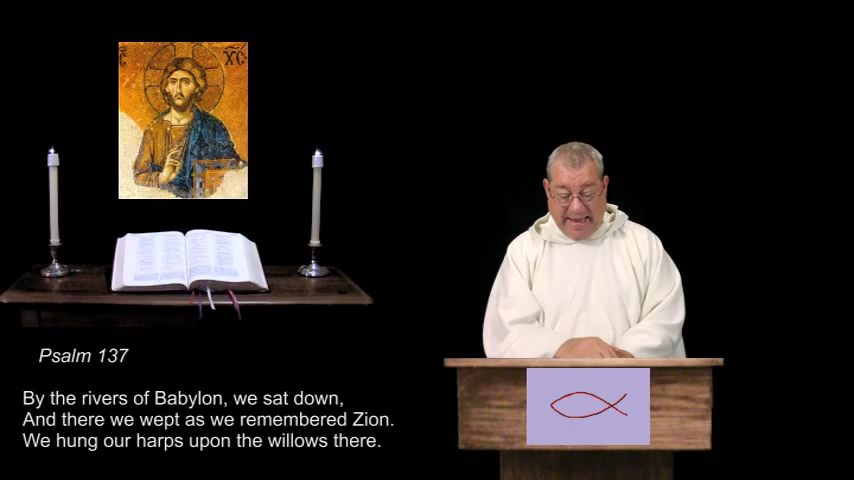 C XC
Psalm 137
By the rivers of Babylon, we sat down,
And there we wept as we remembered Zion.
We hung our harps upon the willows there.